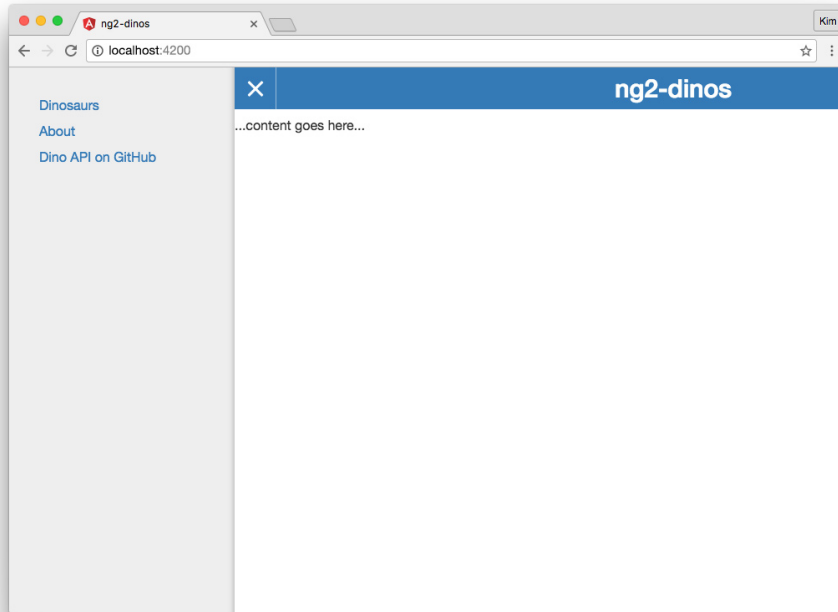 ng2-dinos
Kim
localhost:4200
Dinosaurs
About
Dino API on GitHub
ng2-dinos
...content goes here...